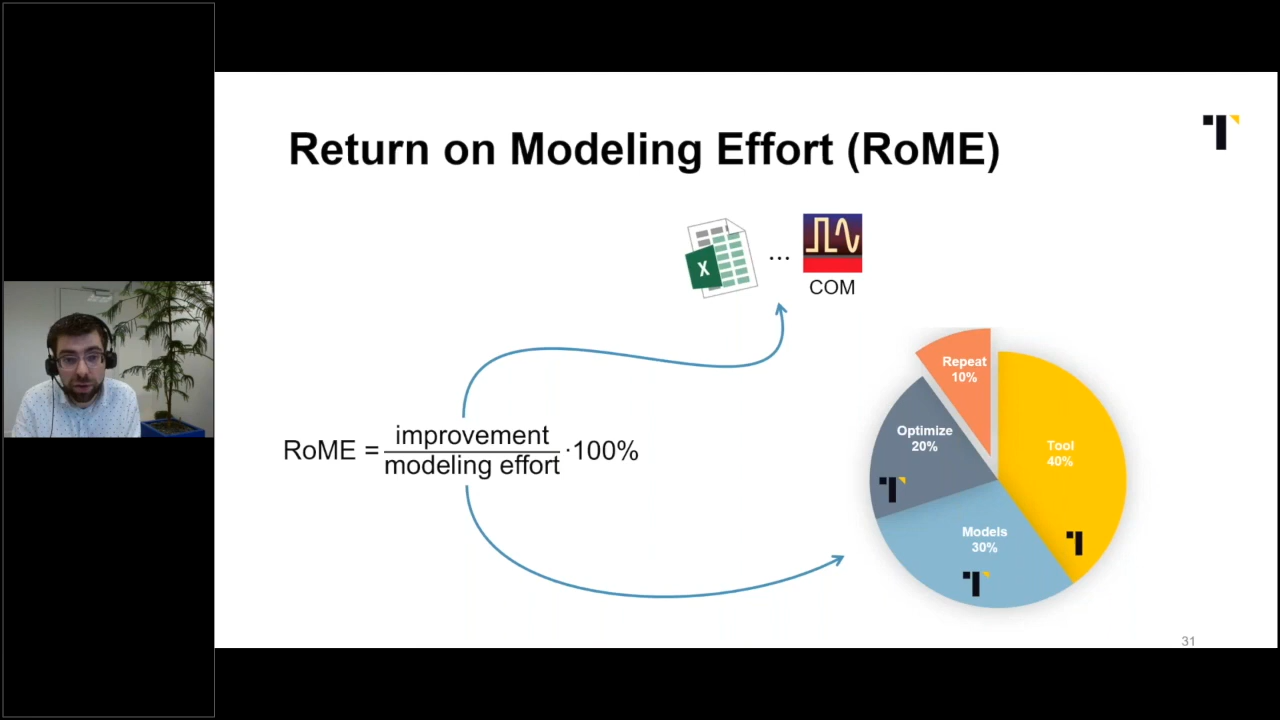 Return on Modeling Effort (RoME)
X
...
COM
RoME = improvement / modeling effort ·100%
Repeat
10%
Optimize
20%
Tool
40%
Models
30%
31